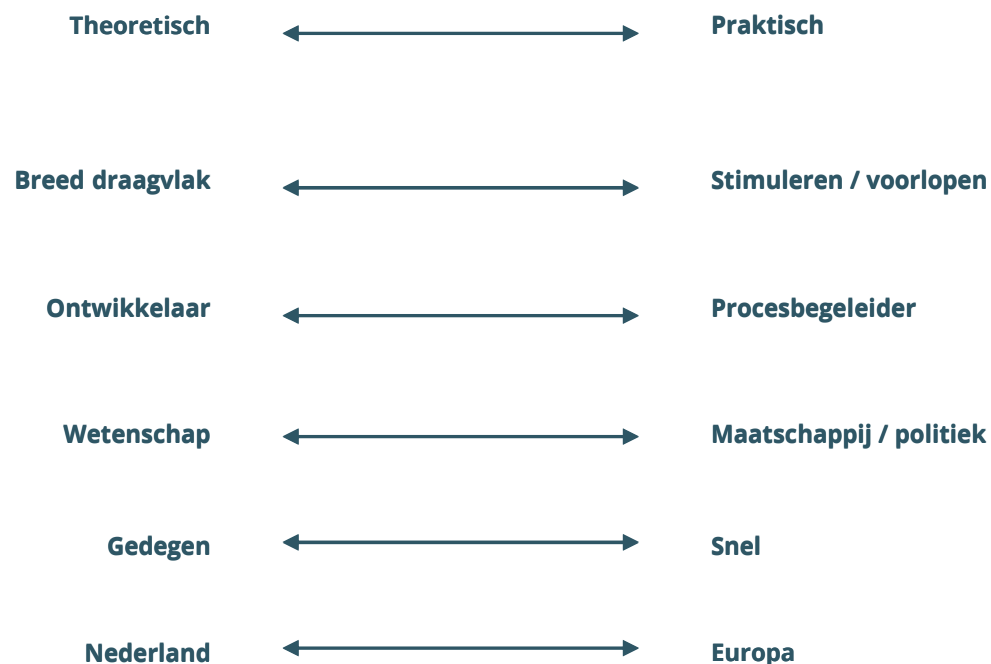 Theoretisch Praktisch
Breed draagvlak Stimuleren / voorlopen
Ontwikkelaar Procesbegeleider
Wetenschap Maatschappij / politiek
Gedegen Snel
Nederland Europa